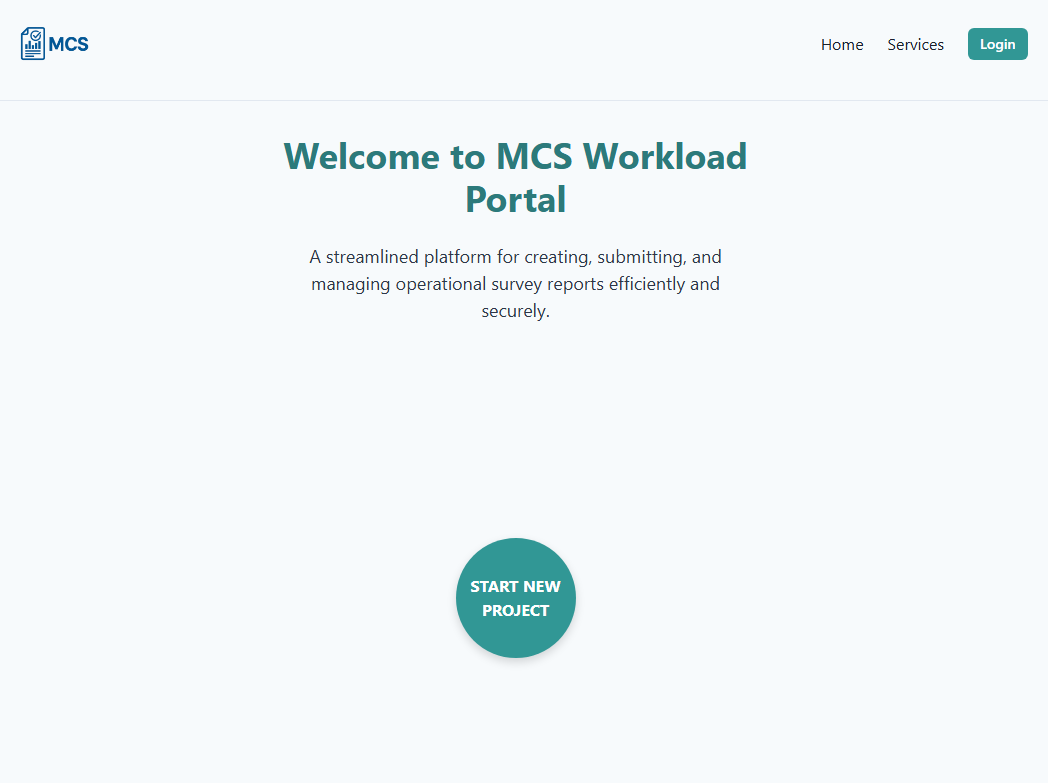 MCS
Home
Services
Login
Welcome to MCS Workload
Portal
A streamlined platform for creating, submitting, and
managing operational survey reports efficiently and
securely.
START NEW
PROJECT